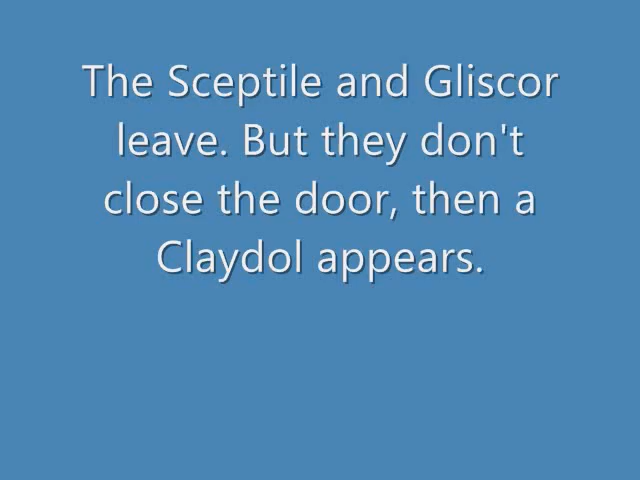 The Sceptile and Gliscor
leave. But they don't
close the door, then a
Claydol appears.